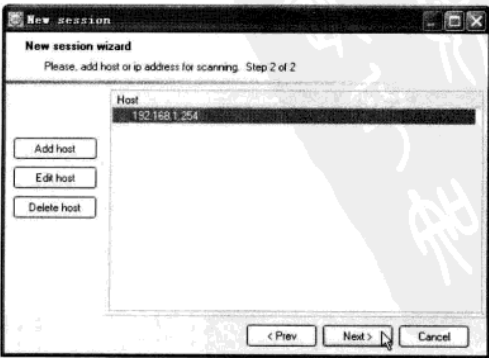 New session
New session wizard
Please, add host or ip address for scanning. Step 2 of 2
Host
192.168.1.254
Add host
Edit host
Delete host
< Prev
Next >
Cancel